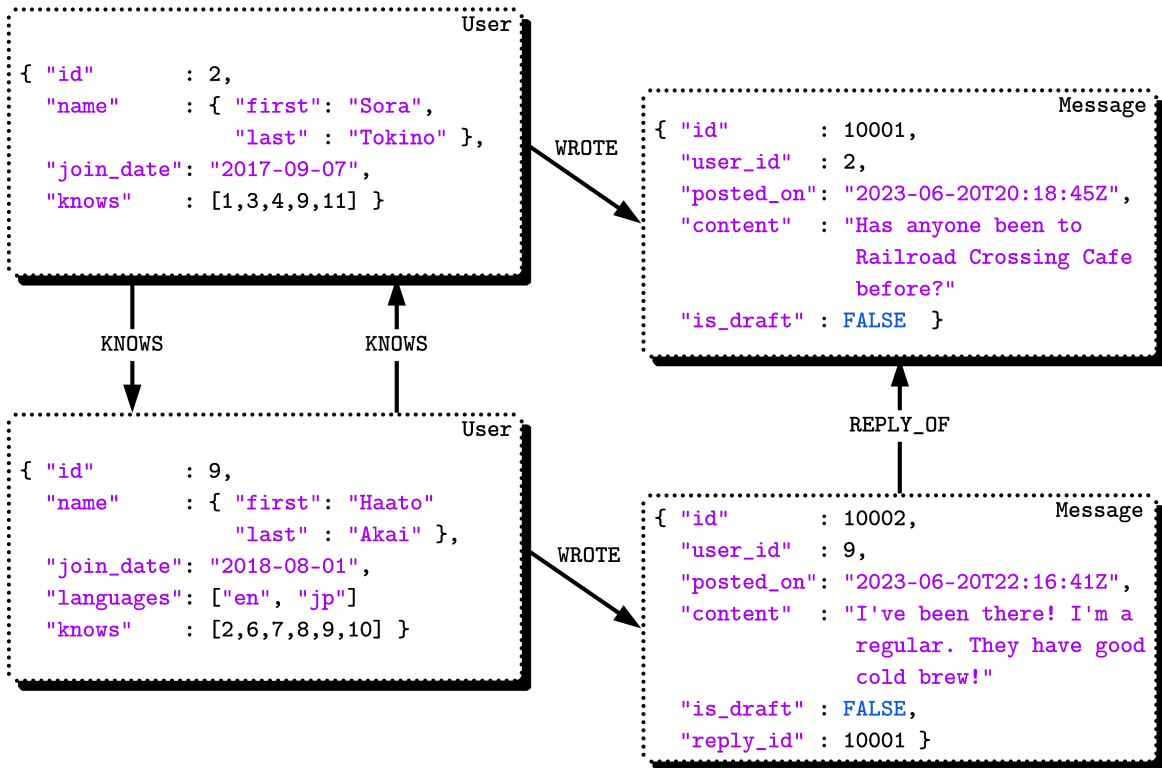 User
{ "id"       : 2,
  "name"     : { "first": "Sora",
                 "last" : "Tokino" },
  "join_date": "2017-09-07",
  "knows"    : [1,3,4,9,11] }
WROTE
Message
{ "id"       : 10001,
  "user_id"  : 2,
  "posted_on": "2023-06-20T20:18:45Z",
  "content"  : "Has anyone been to
                Railroad Crossing Cafe
                before?"
  "is_draft" : FALSE  }
KNOWS
KNOWS
REPLY_OF
User
{ "id"       : 9,
  "name"     : { "first": "Haato"
                 "last" : "Akai" },
  "join_date": "2018-08-01",
  "languages": ["en", "jp"]
  "knows"    : [2,6,7,8,9,10] }
WROTE
Message
{ "id"       : 10002,
  "user_id"  : 9,
  "posted_on": "2023-06-20T22:16:41Z",
  "content"  : "I've been there! I'm a
                regular. They have good
                cold brew!"
  "is_draft" : FALSE,
  "reply_id" : 10001 }